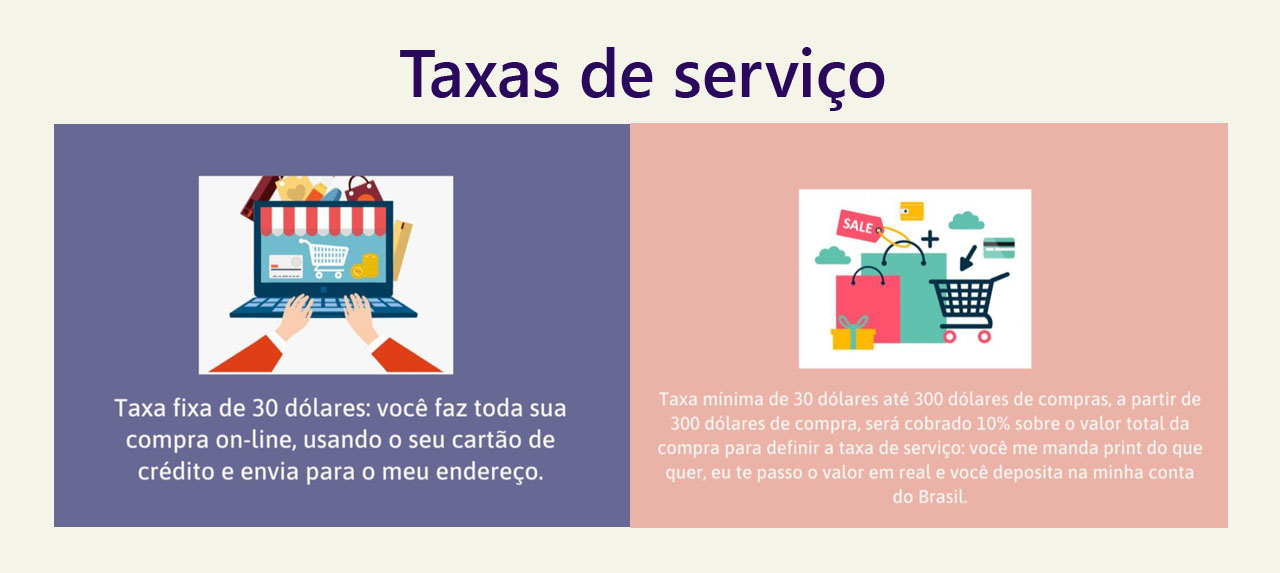 Taxas de serviço
SALE
Taxa fixa de 30 dólares: você faz toda sua
compra on-line, usando o seu cartão de
crédito e envia para o meu endereço.
Taxa mínima de 30 dólares até 300 dólares de compras, a partir de
300 dólares de compra, será cobrado 10% sobre o valor total da
compra para definir a taxa de serviço: você me manda print do que
quer, eu te passo o valor em real e você deposita na minha conta
do Brasil.